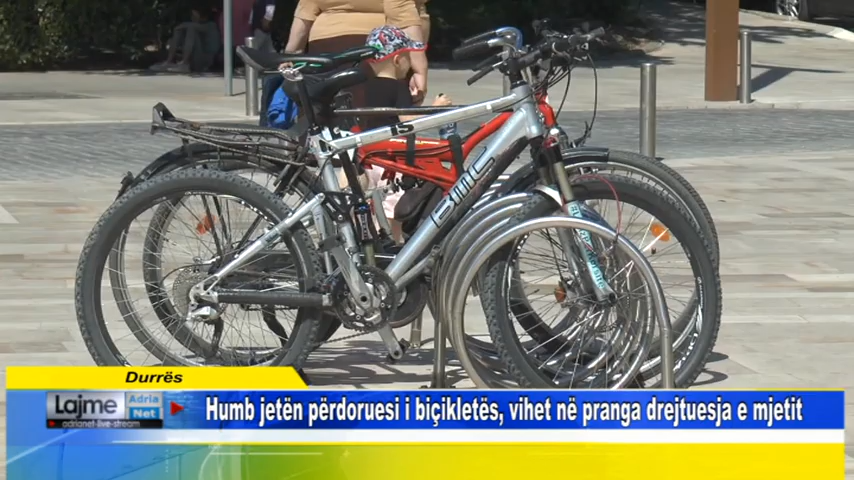 BMC
Durrës
Lajme Adria Net
adrianet-live-stream
Humb jetën përdoruesi i biçikletës, vihet në pranga drejtuesja e mjetit